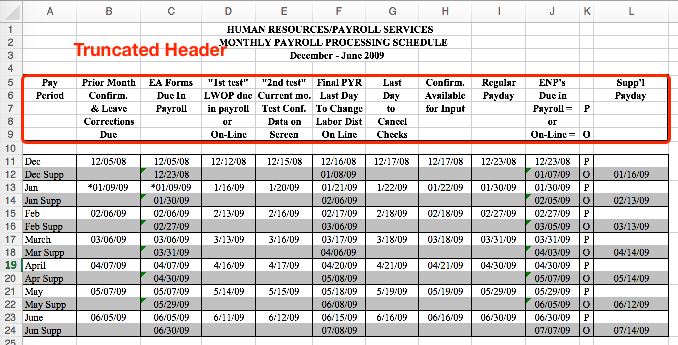 A B C D E F G H I J K L
1 HUMAN RESOURCES/PAYROLL SERVICES
2 Truncated Header MONTHLY PAYROLL PROCESSING SCHEDULE
3 December - June 2009
4
5 Pay Prior Month EA Forms "1st test" "2nd test" Final PYR Last Confirm. Regular ENP's Supp'l
6 Period Confirm. Due In LWOP due Current mo. Last Day Day Available Payday Due in Payday
7 & Leave Payroll in payroll Test Conf. To Change to for Input Payroll = P
8 Corrections or Data on Labor Dist Cancel or
9 Due On-Line Screen On Line Checks On-Line = O
10
11 Dec 12/05/08 12/05/08 12/12/08 12/15/08 12/16/08 12/17/08 12/17/08 12/23/08 12/23/08 P
12 Dec Supp 12/23/08 01/08/09 01/07/09 O 01/16/09
13 Jan *01/09/09 *01/09/09 1/16/09 1/20/09 01/21/09 1/22/09 01/22/09 01/30/09 01/30/09 P
14 Jan Supp 01/30/09 02/06/09 02/05/09 O 02/13/09
15 Feb 02/06/09 02/06/09 2/13/09 2/16/09 02/17/09 2/18/09 02/18/09 02/27/09 02/27/09 P
16 Feb Supp 02/27/09 03/06/09 03/05/09 O 03/13/09
17 March 03/06/09 03/06/09 3/13/09 3/16/09 03/17/09 3/18/09 03/18/09 03/31/09 03/31/09 P
18 Mar Supp 03/31/09 04/06/09 04/03/09 O 04/14/09
19 April 04/07/09 04/07/09 4/16/09 4/17/09 04/20/09 4/21/09 04/21/09 04/30/09 04/30/09 P
20 Apr Supp 04/30/09 05/08/09 05/07/09 O 05/14/09
21 May 05/07/09 05/07/09 5/14/09 5/15/09 05/18/09 5/19/09 05/19/09 05/29/09 05/29/09 P
22 May Supp 05/29/09 06/08/09 06/05/09 O 06/12/09
23 June 06/05/09 06/05/09 6/11/09 6/12/09 06/15/09 6/16/09 06/16/09 06/30/09 06/30/09 P
24 Jun Supp 06/30/09 07/08/09 07/07/09 O 07/14/09
25